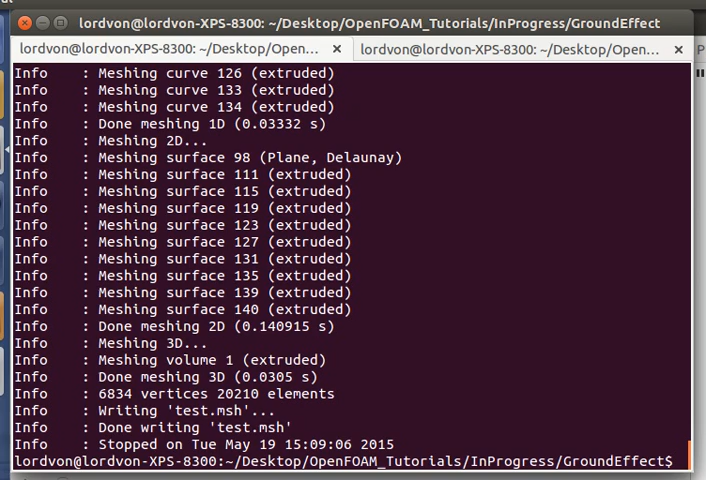 lordvon@lordvon-XPS-8300: ~/Desktop/OpenFOAM_Tutorials/InProgress/GroundEffect
lordvon@lordvon-XPS-8300: ~/Desktop/Open... × lordvon@lordvon-XPS-8300: ~/Desktop/Open... ×
Info    : Meshing curve 126 (extruded)
Info    : Meshing curve 133 (extruded)
Info    : Meshing curve 134 (extruded)
Info    : Done meshing 1D (0.03332 s)
Info    : Meshing 2D...
Info    : Meshing surface 98 (Plane, Delaunay)
Info    : Meshing surface 111 (extruded)
Info    : Meshing surface 115 (extruded)
Info    : Meshing surface 119 (extruded)
Info    : Meshing surface 123 (extruded)
Info    : Meshing surface 127 (extruded)
Info    : Meshing surface 131 (extruded)
Info    : Meshing surface 135 (extruded)
Info    : Meshing surface 139 (extruded)
Info    : Meshing surface 140 (extruded)
Info    : Done meshing 2D (0.140915 s)
Info    : Meshing 3D...
Info    : Meshing volume 1 (extruded)
Info    : Done meshing 3D (0.0305 s)
Info    : 6834 vertices 20210 elements
Info    : Writing 'test.msh'...
Info    : Done writing 'test.msh'
Info    : Stopped on Tue May 19 15:09:06 2015
lordvon@lordvon-XPS-8300:~/Desktop/OpenFOAM_Tutorials/InProgress/GroundEffect$